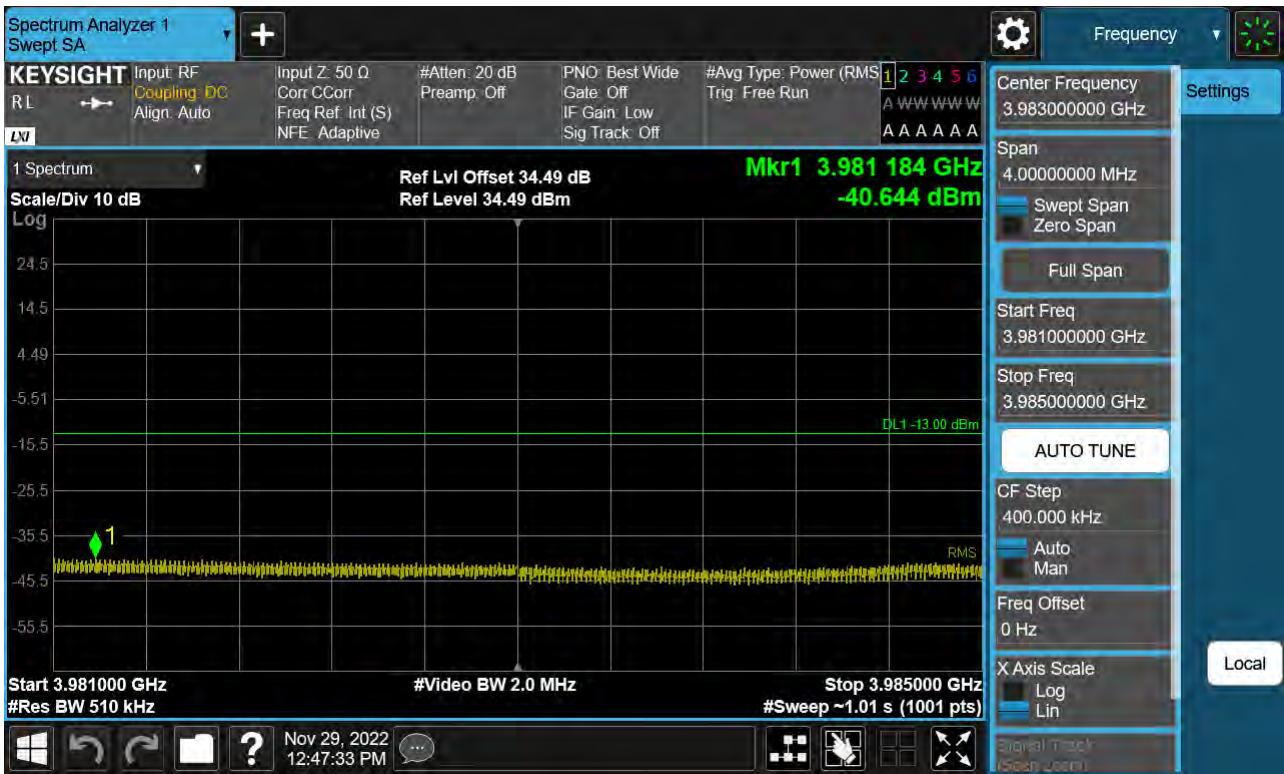 Spectrum Analyzer 1
Swept SA
+
Frequency
KEYSIGHT
RL
LXI
Input: RF
Coupling: DC
Align: Auto
Input Z: 50 Ω
Corr CCorr
Freq Ref: Int (S)
NFE: Adaptive
#Atten: 20 dB
Preamp: Off
PNO: Best Wide
Gate: Off
IF Gain: Low
Sig Track: Off
#Avg Type: Power (RMS
Trig: Free Run
1 2 3 4 5 6
A W W W W W
A A A A A A
1 Spectrum
Scale/Div 10 dB
Log
Ref Lvl Offset 34.49 dB
Ref Level 34.49 dBm
Mkr1 3.981 184 GHz
-40.644 dBm
24.5
14.5
4.49
-5.51
DL1 -13.00 dBm
-15.5
-25.5
-35.5
1
RMS
-45.5
-55.5
Start 3.981000 GHz
#Res BW 510 kHz
#Video BW 2.0 MHz
Stop 3.985000 GHz
#Sweep ~1.01 s (1001 pts)
Center Frequency
3.983000000 GHz
Settings
Span
4.00000000 MHz
Swept Span
Zero Span
Full Span
Start Freq
3.981000000 GHz
Stop Freq
3.985000000 GHz
AUTO TUNE
CF Step
400.000 kHz
Auto
Man
Freq Offset
0 Hz
X Axis Scale
Log
Lin
Local
Signal Track
(Span Zoom)
?
Nov 29, 2022
12:47:33 PM